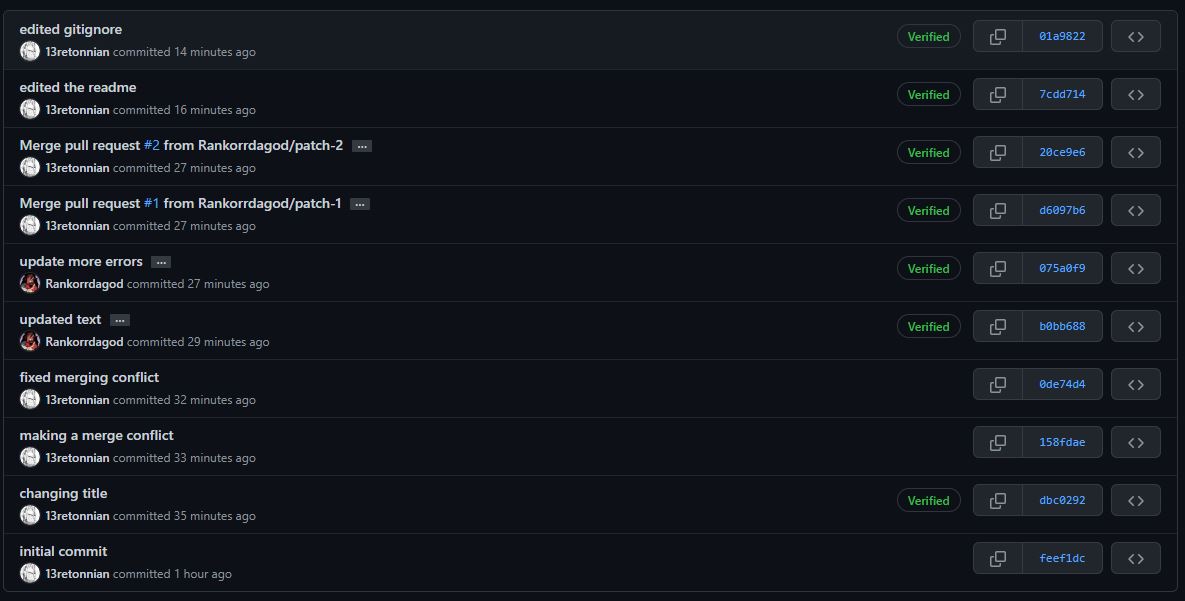 edited gitignore
13retonnian committed 14 minutes ago
Verified
01a9822
<>
edited the readme
13retonnian committed 16 minutes ago
Verified
7cdd714
<>
Merge pull request #2 from Rankorrdagod/patch-2 ...
13retonnian committed 27 minutes ago
Verified
20ce9e6
<>
Merge pull request #1 from Rankorrdagod/patch-1 ...
13retonnian committed 27 minutes ago
Verified
d6097b6
<>
update more errors ...
Rankorrdagod committed 27 minutes ago
Verified
075a0f9
<>
updated text ...
Rankorrdagod committed 29 minutes ago
Verified
b0bb688
<>
fixed merging conflict
13retonnian committed 32 minutes ago
0de74d4
<>
making a merge conflict
13retonnian committed 33 minutes ago
158fdae
<>
changing title
13retonnian committed 35 minutes ago
Verified
dbc0292
<>
initial commit
13retonnian committed 1 hour ago
feef1dc
<>